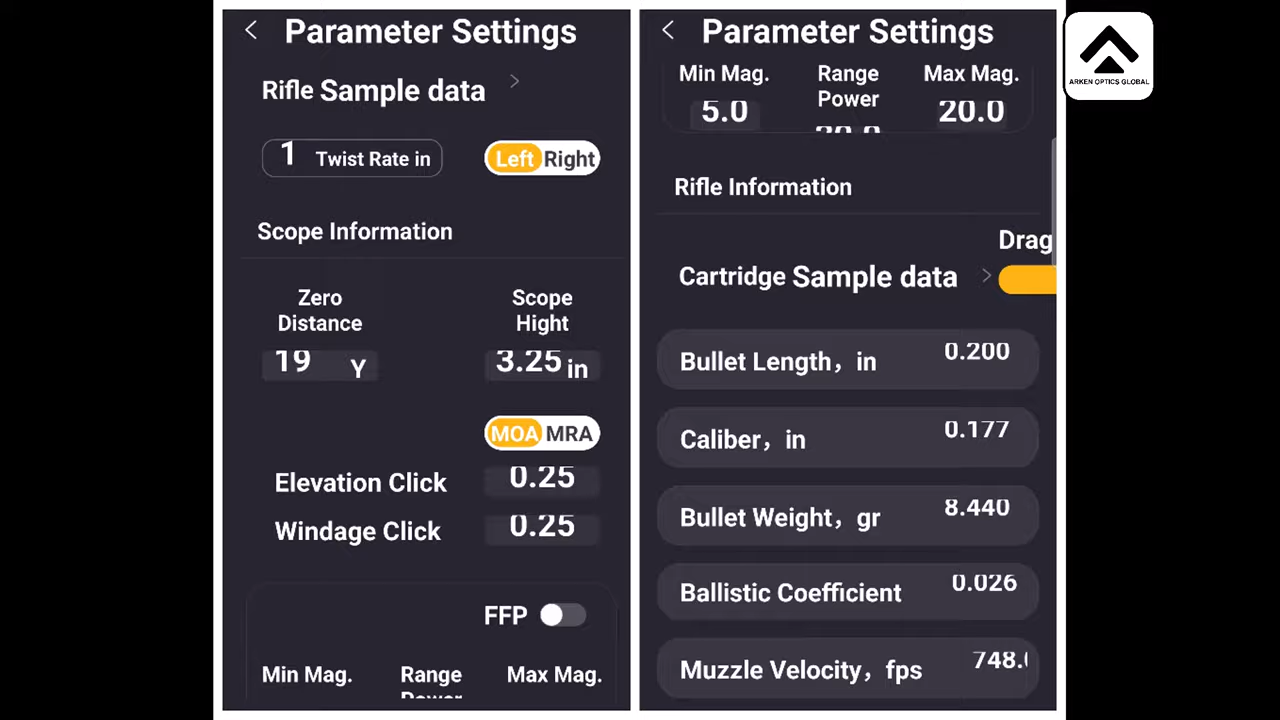 Parameter Settings
Rifle Sample data
1 Twist Rate in
Left Right
Scope Information
Zero Distance
Scope Hight
19 Y
3.25 in
MOA MRA
Elevation Click 0.25
Windage Click 0.25
FFP
Min Mag.
Range Power
Max Mag.
Parameter Settings
Min Mag.
Range Power
Max Mag.
5.0
20.0
20.0
Rifle Information
Drag
Cartridge Sample data
Bullet Length，in 0.200
Caliber，in 0.177
Bullet Weight，gr 8.440
Ballistic Coefficient 0.026
Muzzle Velocity，fps 748.
ARKEN OPTICS GLOBAL